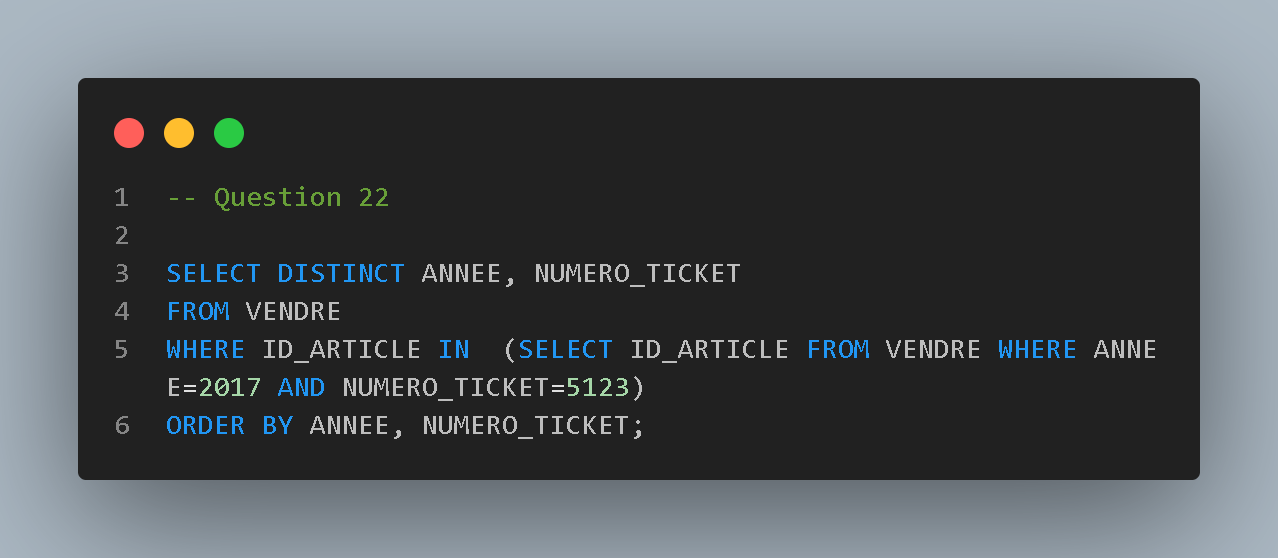 1 -- Question 22
2
3 SELECT DISTINCT ANNEE, NUMERO_TICKET
4 FROM VENDRE
5 WHERE ID_ARTICLE IN  (SELECT ID_ARTICLE FROM VENDRE WHERE ANNE
E=2017 AND NUMERO_TICKET=5123)
6 ORDER BY ANNEE, NUMERO_TICKET;